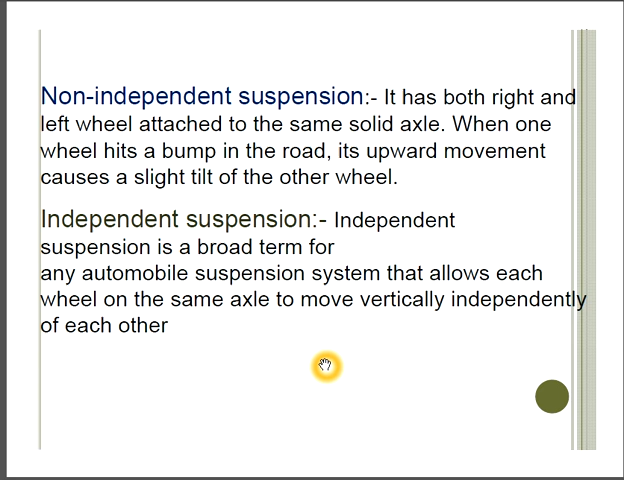 Non-independent suspension:- It has both right and
left wheel attached to the same solid axle. When one
wheel hits a bump in the road, its upward movement
causes a slight tilt of the other wheel.
Independent suspension:- Independent
suspension is a broad term for
any automobile suspension system that allows each
wheel on the same axle to move vertically independently
of each other